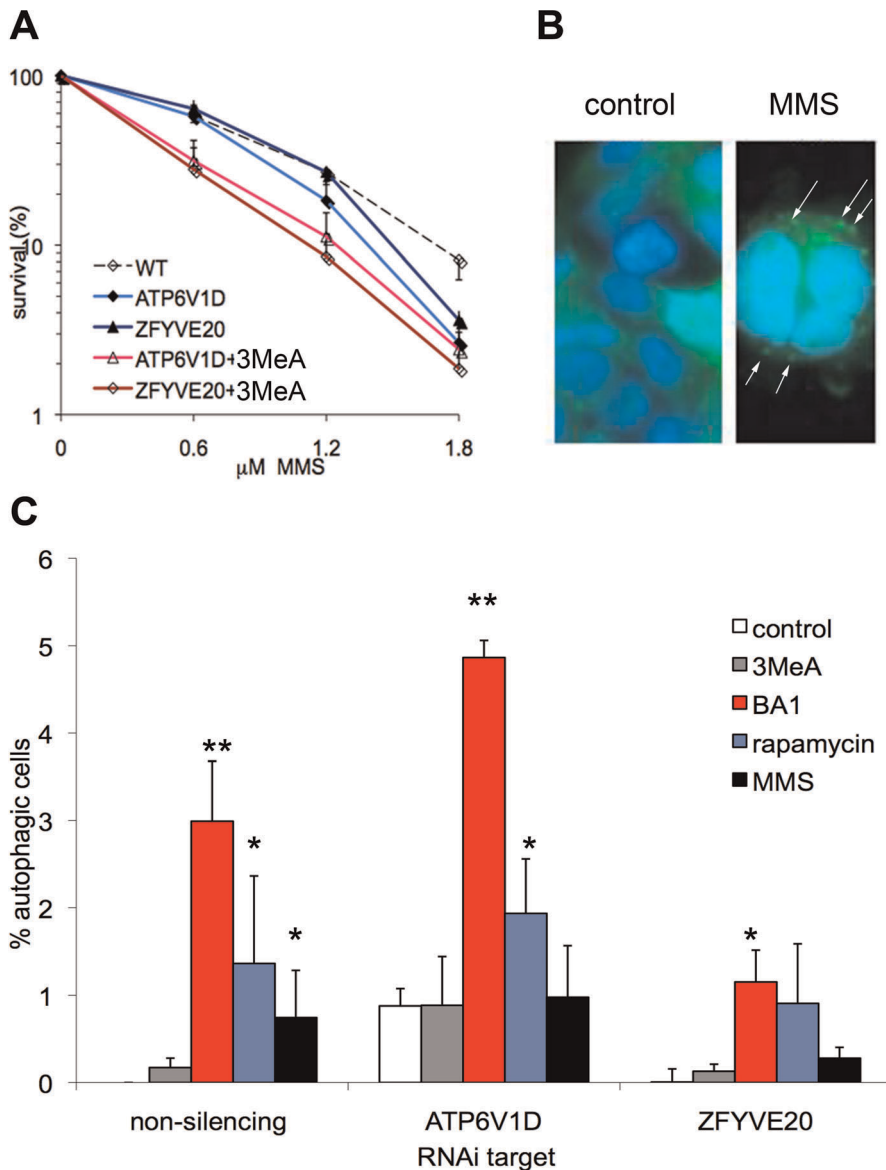 A
100
10
1
survival (%)
0 0.6 1.2 1.8
µM MMS
WT
ATP6V1D
ZFYVE20
ATP6V1D+3MeA
ZFYVE20+3MeA
B
control MMS
C
6
5
4
3
2
1
0
% autophagic cells
**
*
*
**
*
*
control
3MeA
BA1
rapamycin
MMS
non-silencing ATP6V1D ZFYVE20
RNAi target